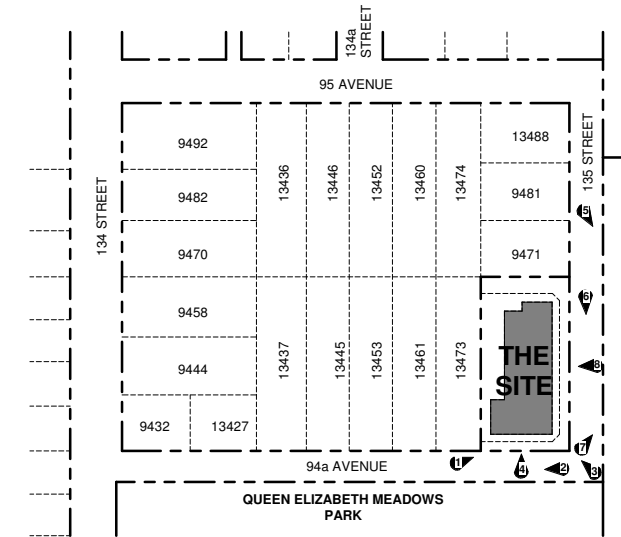 134a
STREET
95 AVENUE
134 STREET
135 STREET
9492
9482
9470
9458
9444
9432
13427
13436
13446
13452
13460
13474
13488
9481
9471
13437
13445
13453
13461
13473
THE
SITE
5
6
8
7
1
4
2
3
94a AVENUE
QUEEN ELIZABETH MEADOWS
PARK